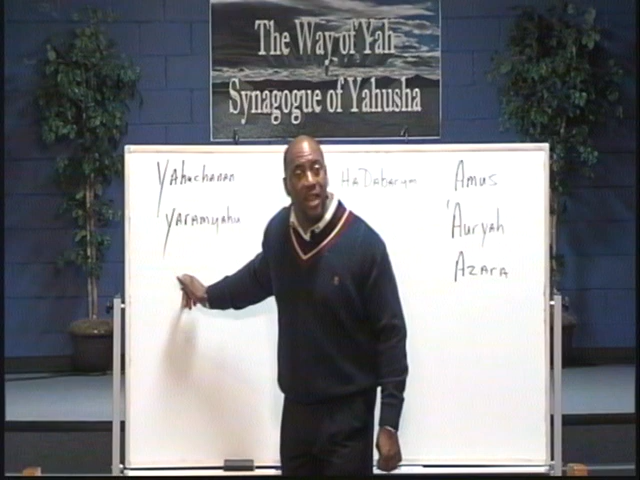 The Way of Yah
Synagogue of Yahusha
Yahuchanan
Yaramyahu
HaDabarym
Amus
'Auryah
Azara